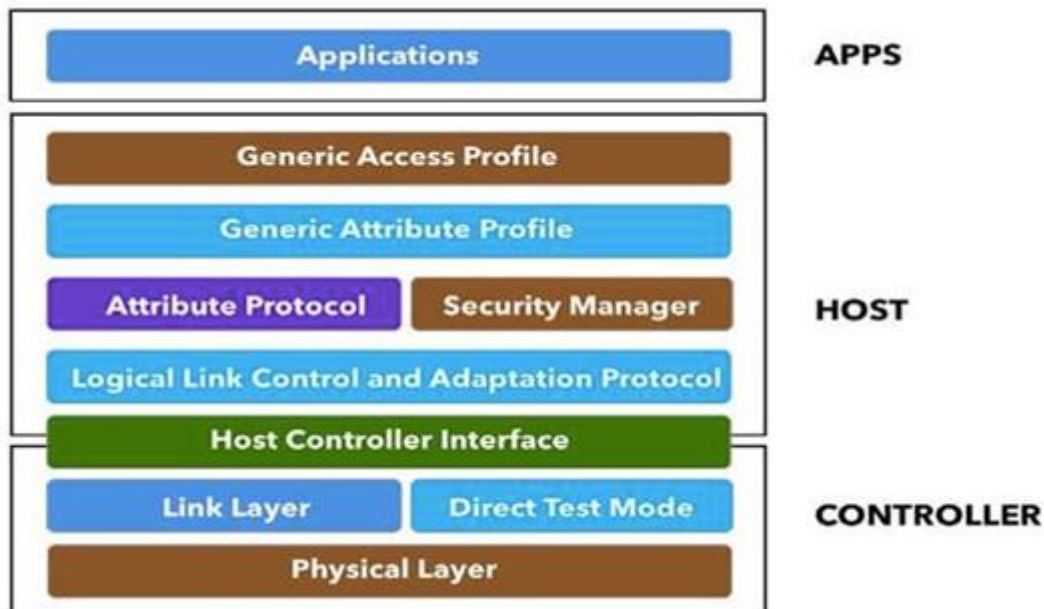 Applications
APPS
Generic Access Profile
Generic Attribute Profile
Attribute Protocol
Security Manager
HOST
Logical Link Control and Adaptation Protocol
Host Controller Interface
Link Layer
Direct Test Mode
CONTROLLER
Physical Layer